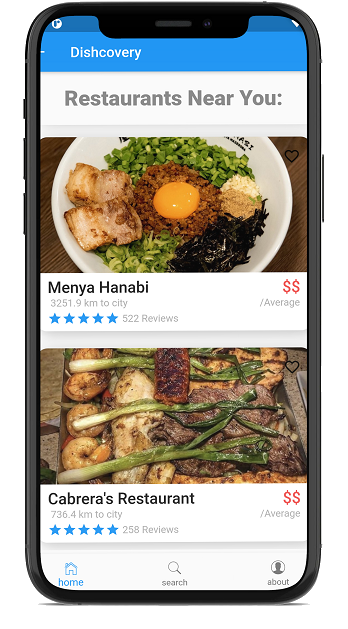 Dishcovery
Restaurants Near You:
Menya Hanabi
$$
3251.9 km to city
/Average
522 Reviews
Cabrera's Restaurant
$$
736.4 km to city
/Average
258 Reviews
home
search
about